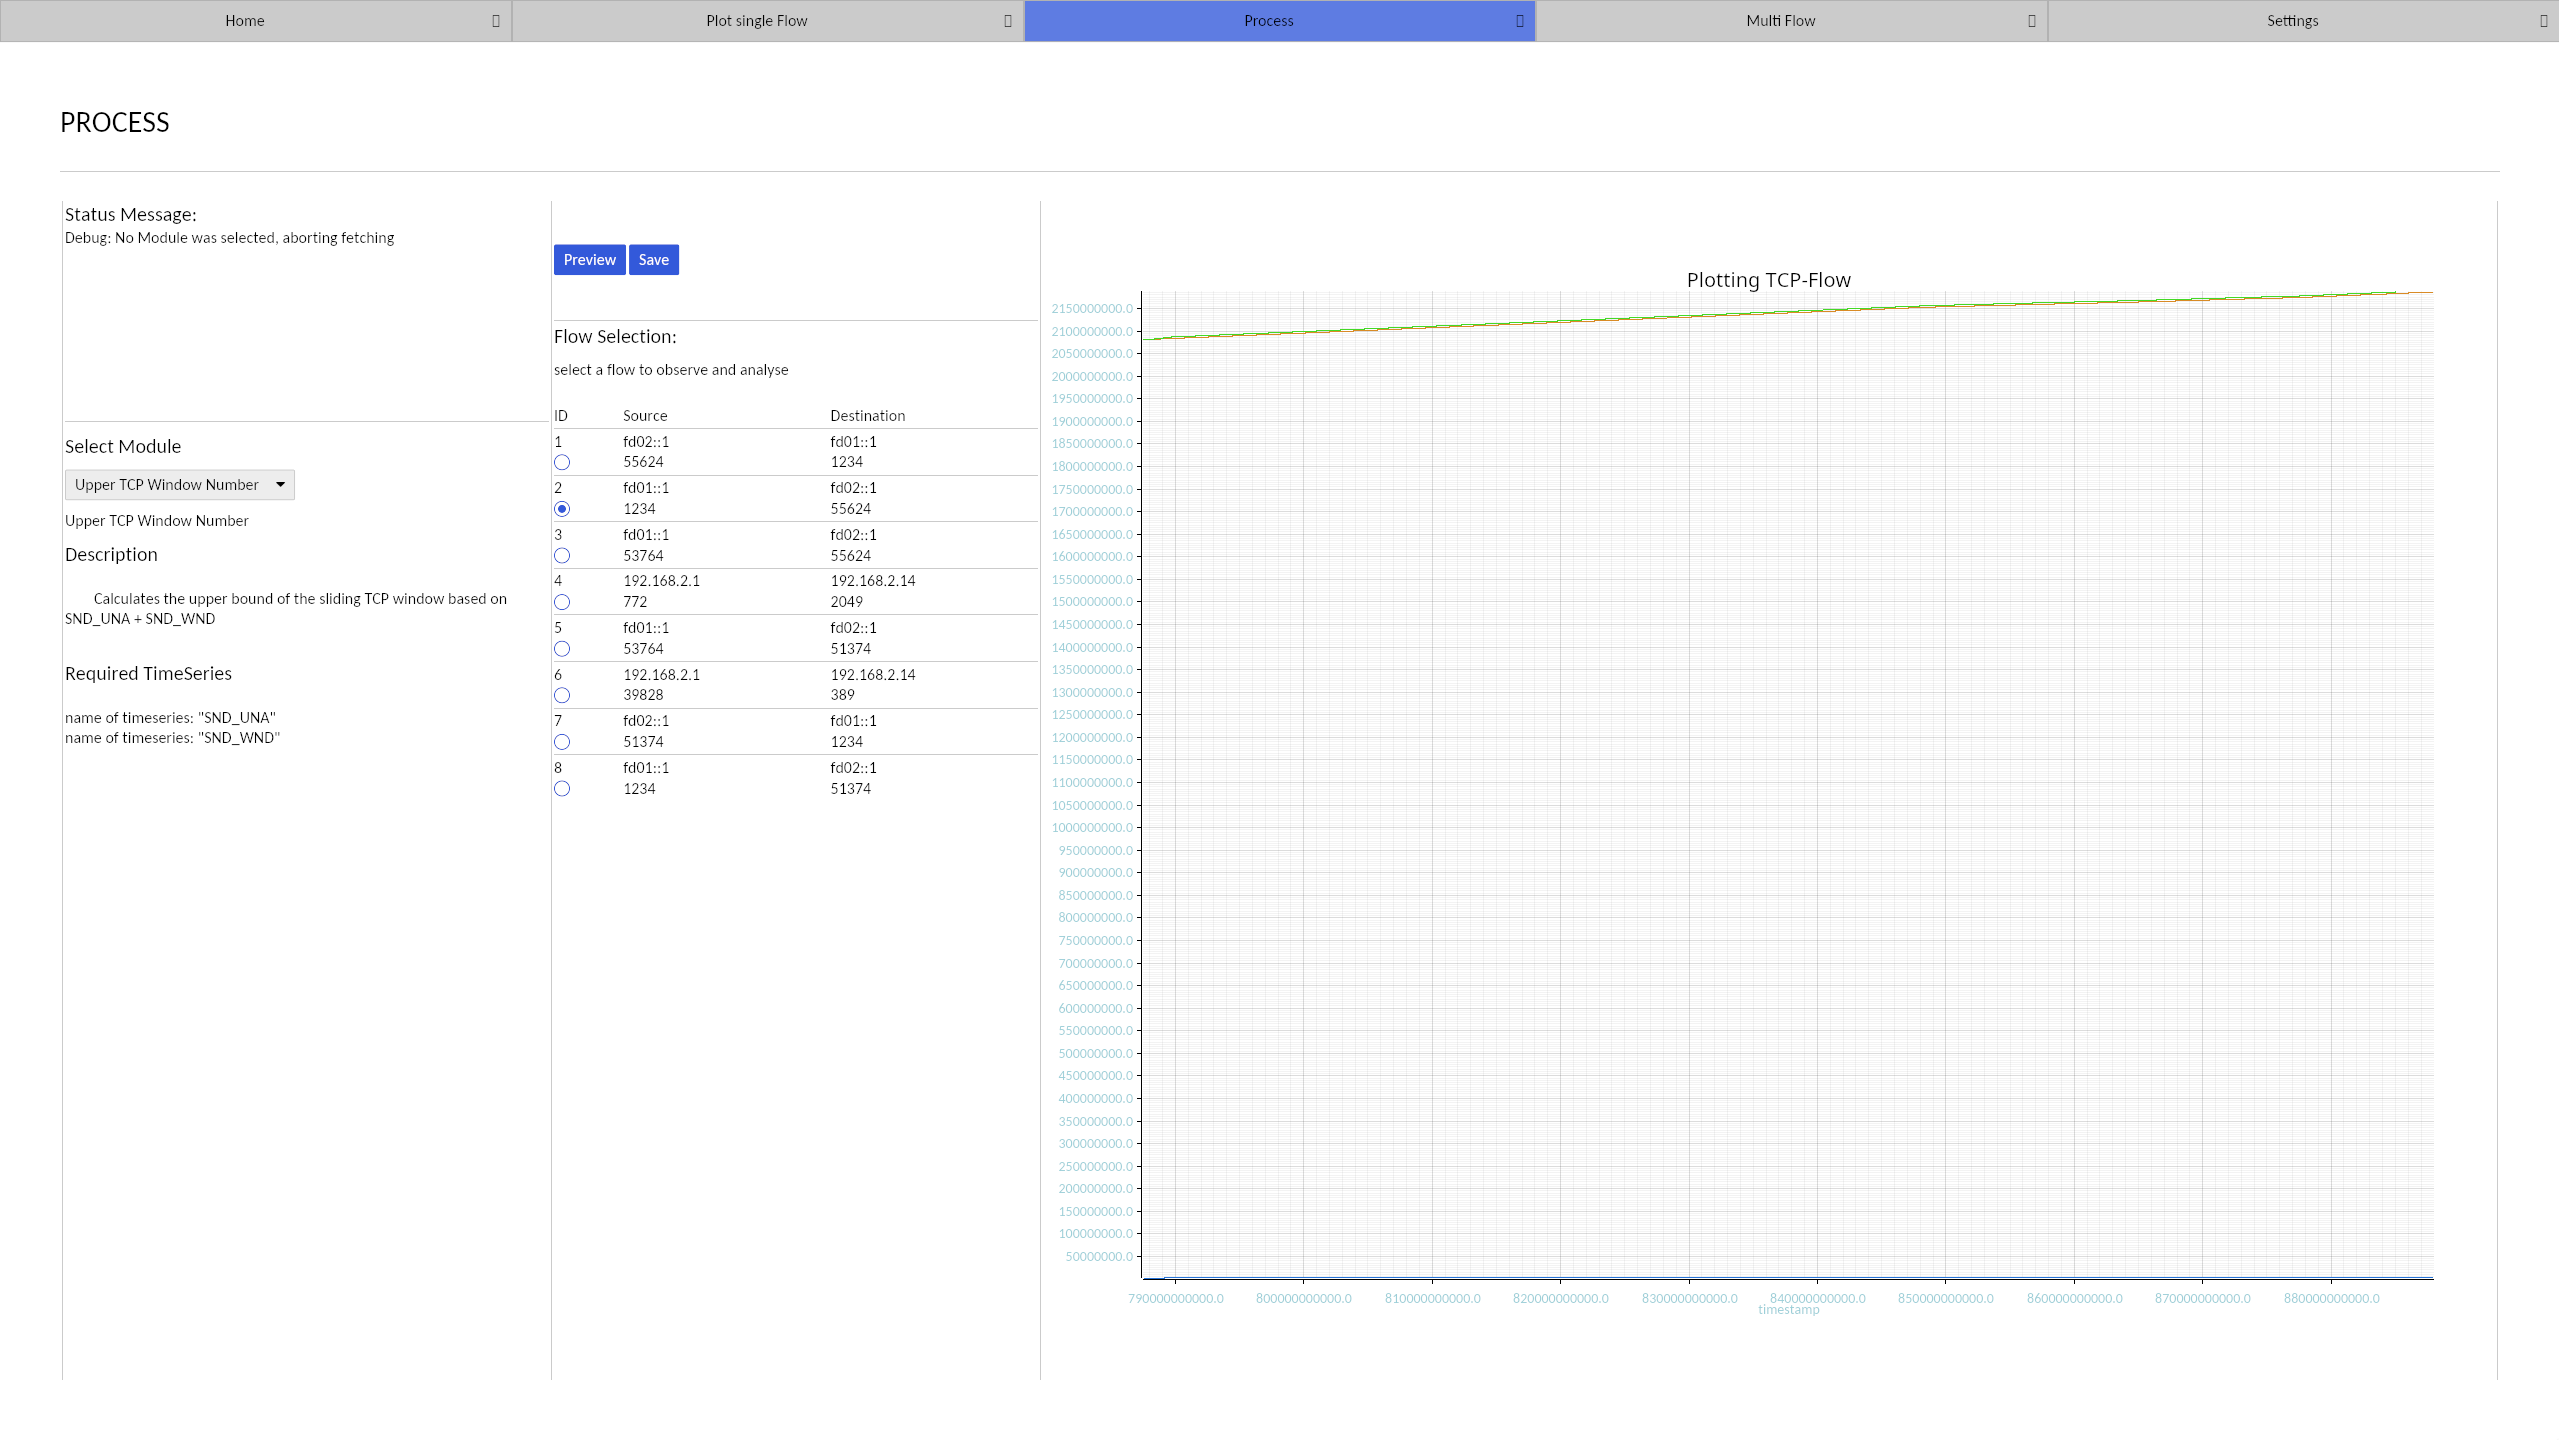 Home
Plot single Flow
Process
Multi Flow
Settings
PROCESS
Status Message:
Debug: No Module was selected, aborting fetching
Select Module
Upper TCP Window Number
Upper TCP Window Number
Description
Calculates the upper bound of the sliding TCP window based on
SND_UNA + SND_WND
Required TimeSeries
name of timeseries: "SND_UNA"
name of timeseries: "SND_WND"
Preview Save
Flow Selection:
select a flow to observe and analyse
ID Source Destination
1 fd02::1 fd01::1
55624 1234
2 fd01::1 fd02::1
1234 55624
3 fd01::1 fd02::1
53764 55624
4 192.168.2.1 192.168.2.14
772 2049
5 fd01::1 fd02::1
53764 51374
6 192.168.2.1 192.168.2.14
39828 389
7 fd02::1 fd01::1
51374 1234
8 fd01::1 fd02::1
1234 51374
Plotting TCP-Flow
2150000000.0
2100000000.0
2050000000.0
2000000000.0
1950000000.0
1900000000.0
1850000000.0
1800000000.0
1750000000.0
1700000000.0
1650000000.0
1600000000.0
1550000000.0
1500000000.0
1450000000.0
1400000000.0
1350000000.0
1300000000.0
1250000000.0
1200000000.0
1150000000.0
1100000000.0
1050000000.0
1000000000.0
950000000.0
900000000.0
850000000.0
800000000.0
750000000.0
700000000.0
650000000.0
600000000.0
550000000.0
500000000.0
450000000.0
400000000.0
350000000.0
300000000.0
250000000.0
200000000.0
150000000.0
100000000.0
50000000.0
790000000000.0 800000000000.0 810000000000.0 820000000000.0 830000000000.0 840000000000.0 850000000000.0 860000000000.0 870000000000.0 880000000000.0
timestamp